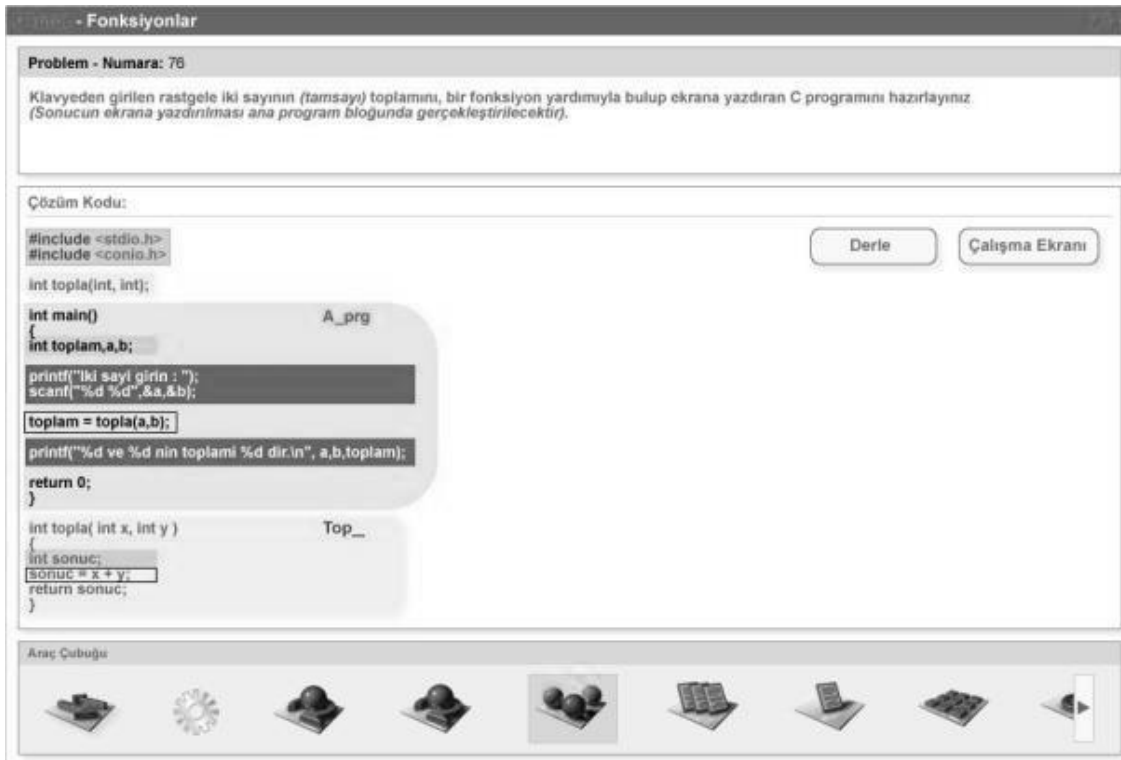 - Fonksiyonlar
Problem - Numara: 76
Klavyeden girilen rastgele iki sayının (tamsayı) toplamını, bir fonksiyon yardımıyla bulup ekrana yazdıran C programını hazırlayınız
(Sonucun ekrana yazdırılması ana program bloğunda gerçekleştirilecektir).
Çözüm Kodu:
Derle
Çalışma Ekranı
#include <stdio.h>
#include <conio.h>
int topla(int, int);
int main() A_prg
{
int toplam,a,b;
printf("Iki sayi girin : ");
scanf("%d %d",&a,&b);
toplam = topla(a,b);
printf("%d ve %d nin toplami %d dir.\n", a,b,toplam);
return 0;
}
int topla( int x, int y ) Top_
{
int sonuc;
sonuc = x + y;
return sonuc;
}
Araç Çubuğu